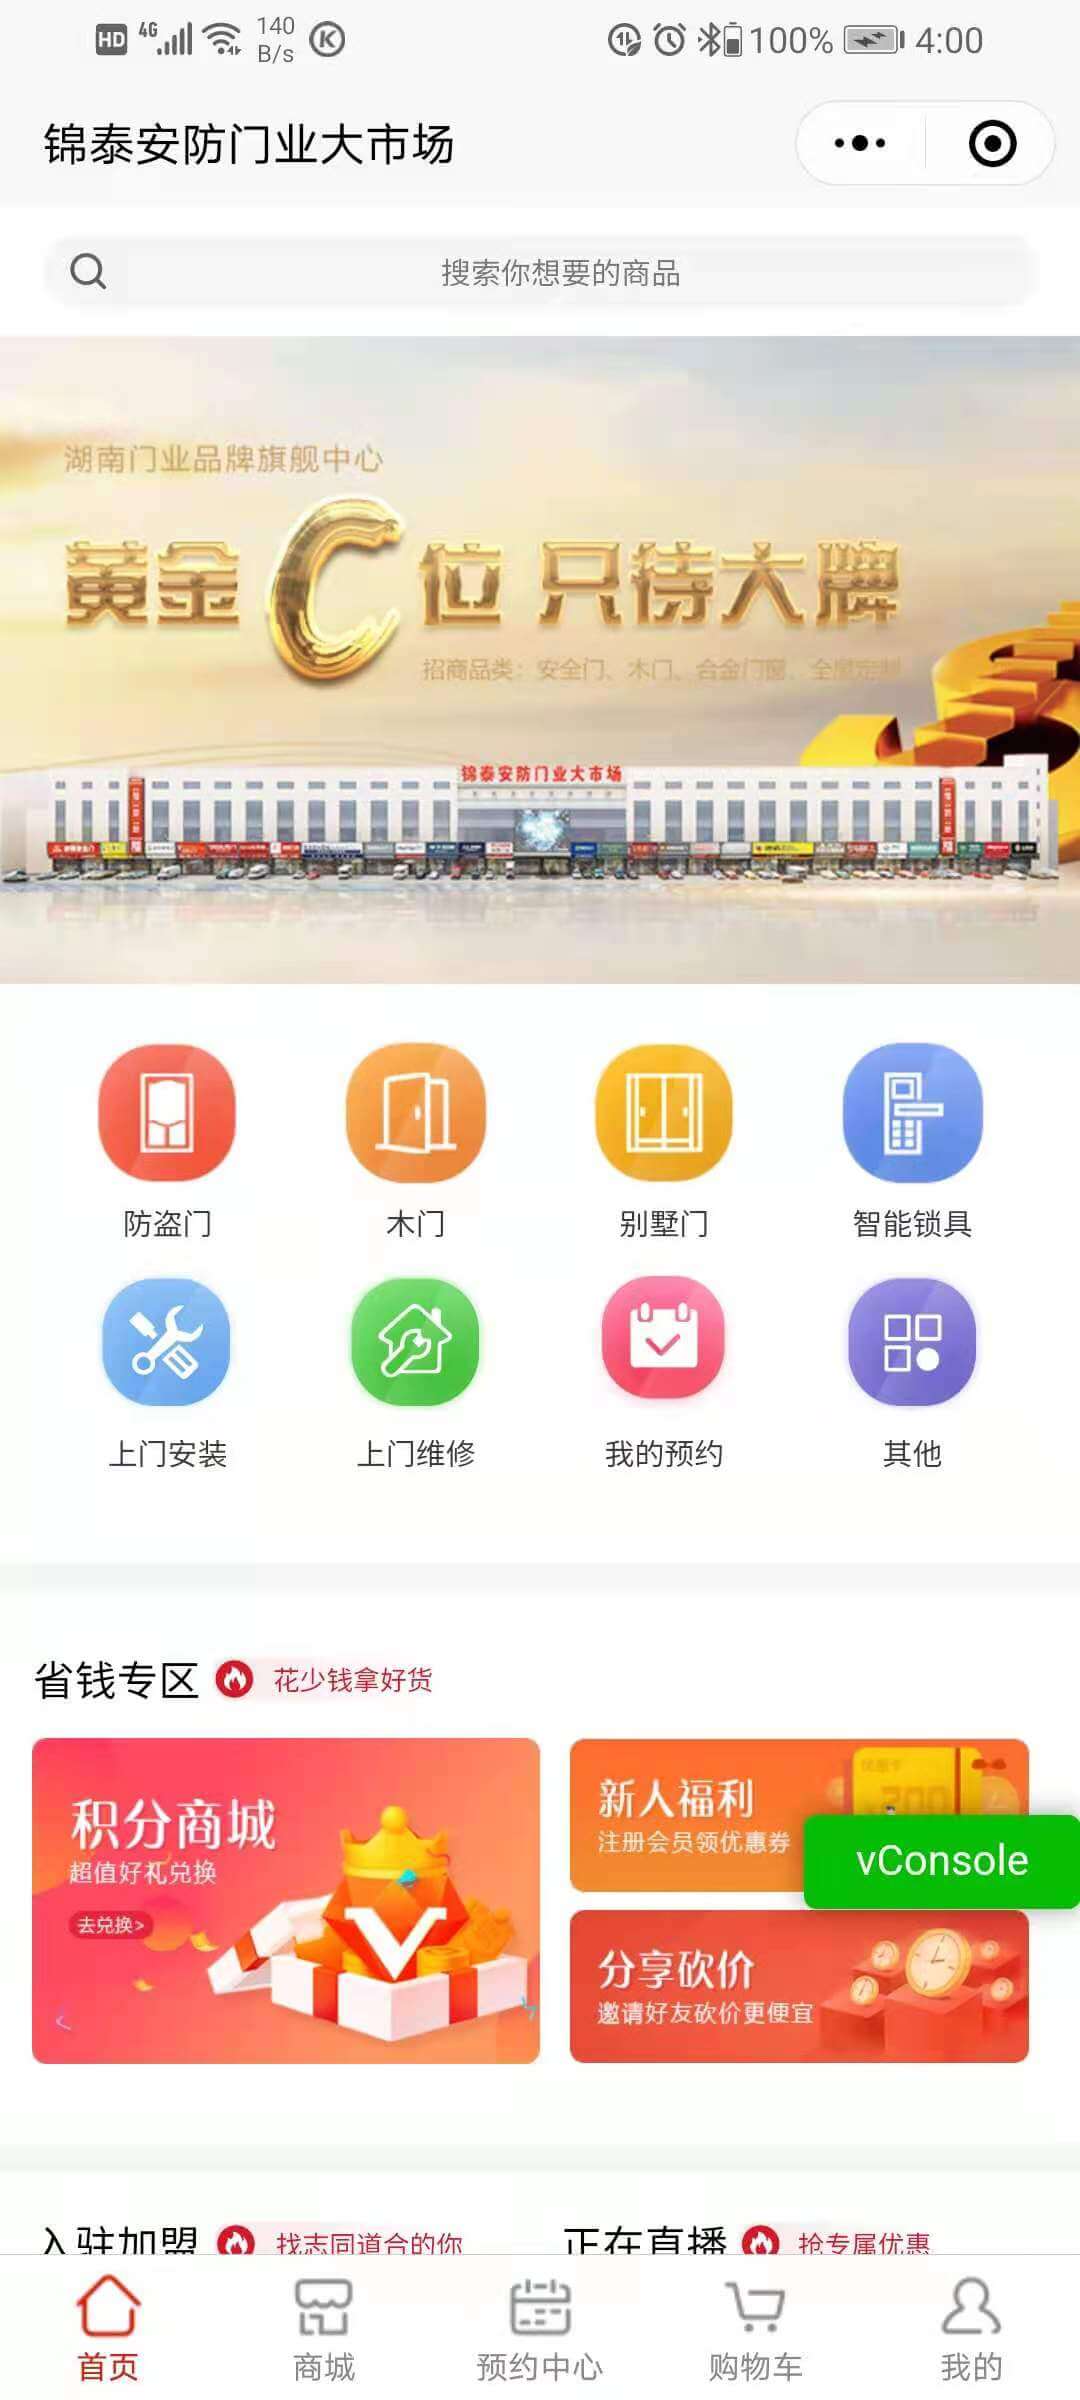 HD 4G 140 B/s K 100% 4:00
锦泰安防门业大市场
搜索你想要的商品
湖南门业品牌旗舰中心
黄金C位 只待大牌
招商品类：安全门、木门、合金门窗、全屋定制
锦泰安防门业大市场
防盗门 木门 别墅门 智能锁具
上门安装 上门维修 我的预约 其他
省钱专区 花少钱拿好货
积分商城
超值好礼兑换
去兑换>
新人福利
注册会员领优惠券
vConsole
分享砍价
邀请好友砍价更便宜
入驻加盟 找志同道合的你 正在直播 抢专属优惠
首页 商城 预约中心 购物车 我的